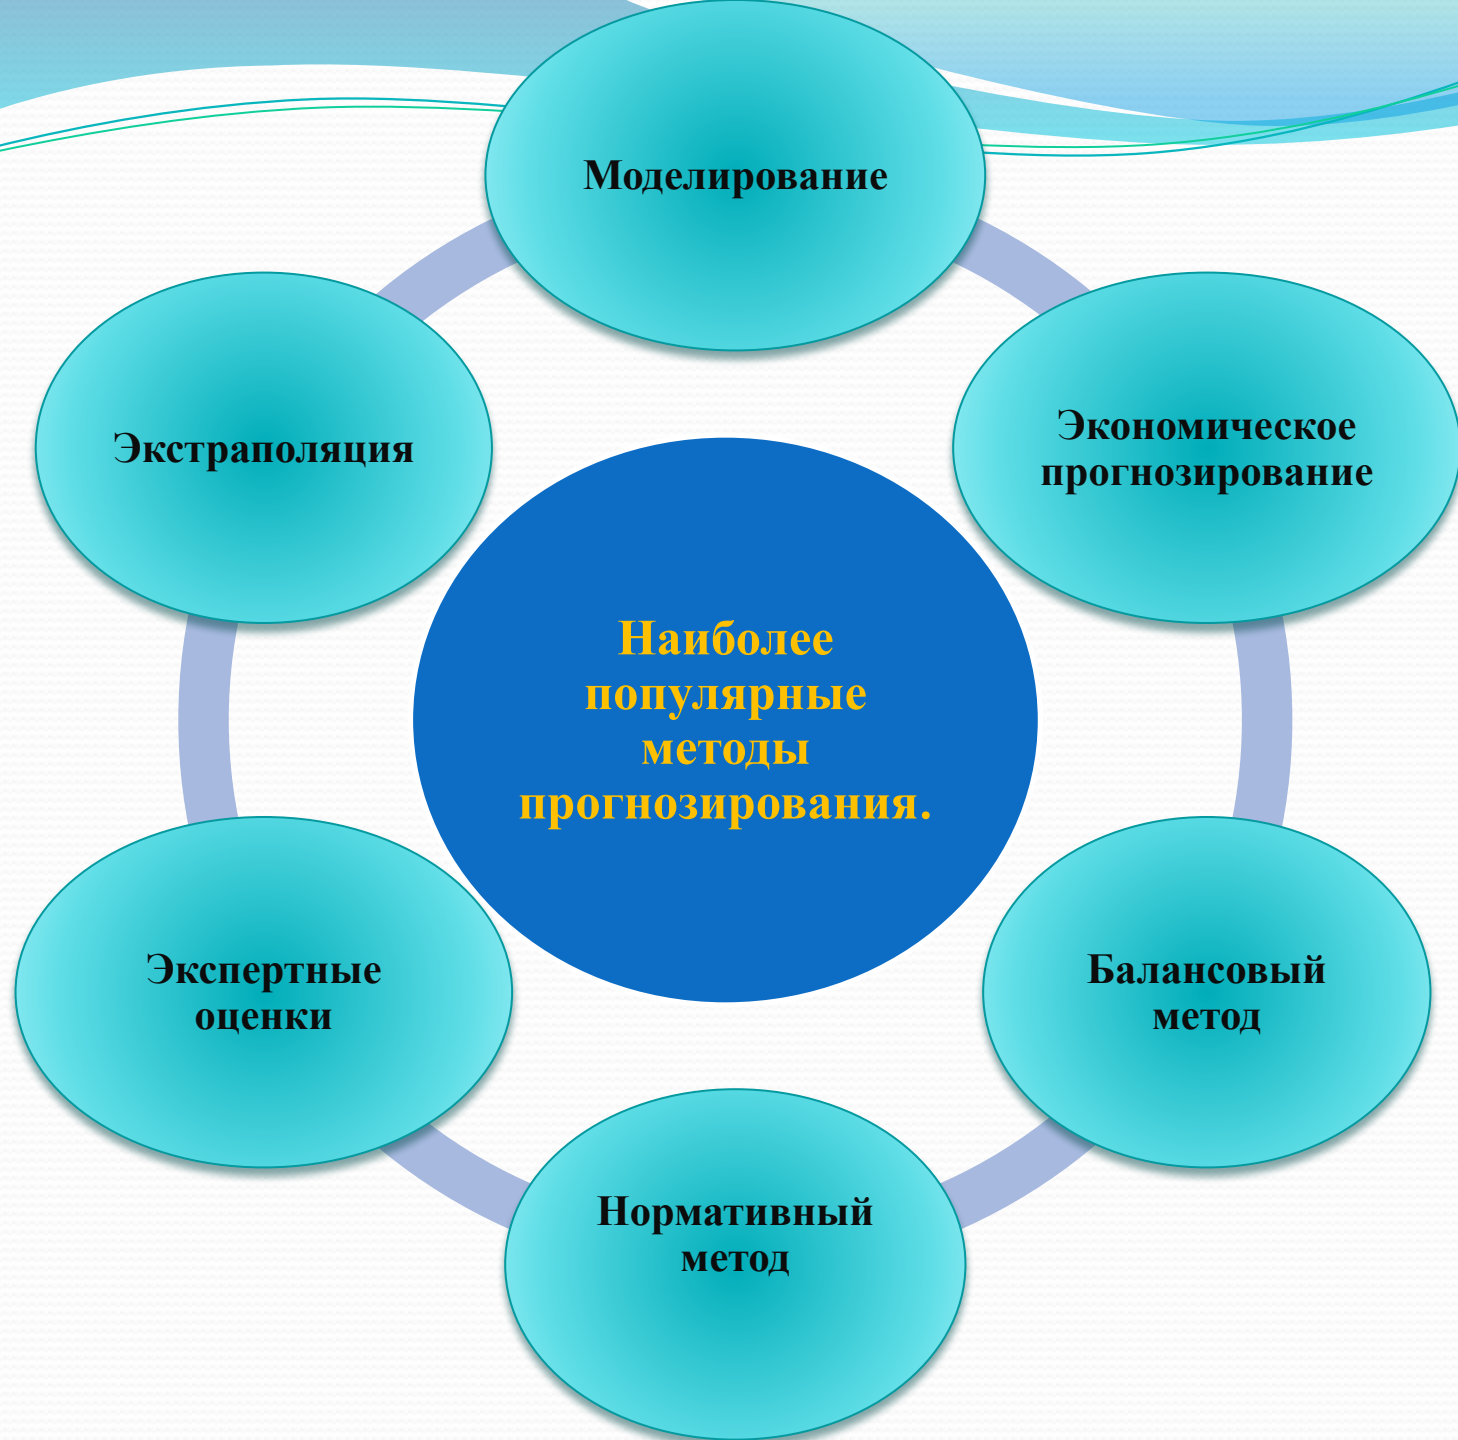 Моделирование
Экономическое
прогнозирование
Экстраполяция
Наиболее
популярные
методы
прогнозирования.
Экспертные
оценки
Балансовый
метод
Нормативный
метод